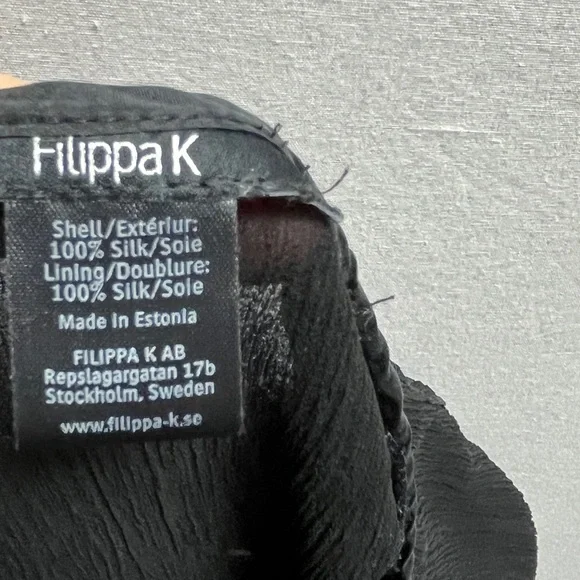 Filippa K
Shell/Extériur:
100% Silk/Soie
Lining/Doublure:
100% Silk/Soie
Made in Estonia
FILIPPA K AB
Repslagargatan 17b
Stockholm, Sweden
www.filippa-k.se